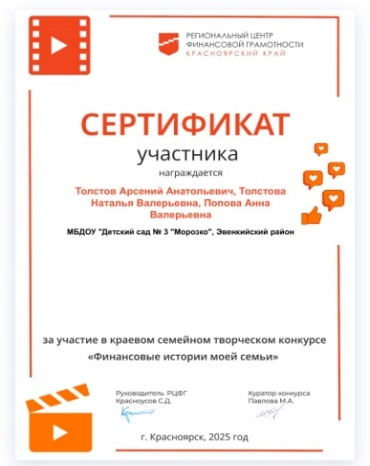 РЕГИОНАЛЬНЫЙ ЦЕНТР
ФИНАНСОВОЙ ГРАМОТНОСТИ
КРАСНОЯРСКИЙ КРАЙ
СЕРТИФИКАТ
участника
награждается
Толстов Арсений Анатольевич, Толстова
Наталья Валерьевна, Попова Анна
Валерьевна
МБДОУ "Детский сад № 3 "Морозко", Эвенкийский район
за участие в краевом семейном творческом конкурсе
«Финансовые истории моей семьи»
Руководитель РЦФГ
Красноусов С.Д.
Куратор конкурса
Павлова М.А.
г. Красноярск, 2025 год